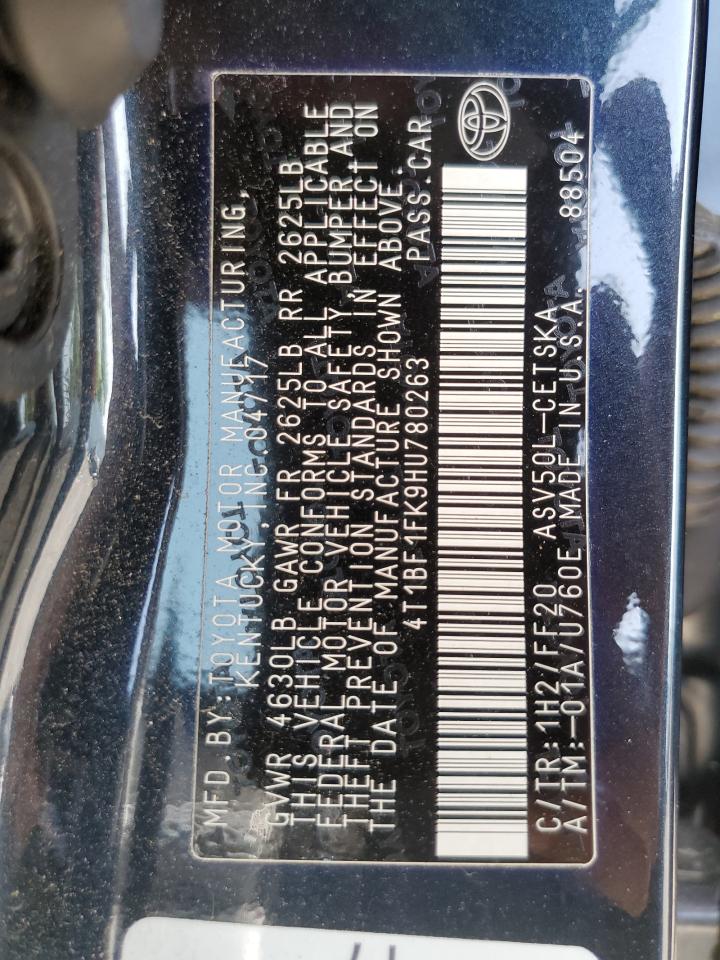 MFD.BY:TOYOTA MOTOR MANUFACTURING,
KENTUCKY,INC.04/17
GVWR 4630LB GAWR FR 2625LB RR 2625LB
THIS VEHICLE CONFORMS TO ALL APPLICABLE
FEDERAL MOTOR VEHICLE SAFETY, BUMPER,AND
THEFT PREVENTION STANDARDS IN EFFECT ON
THE DATE OF MANUFACTURE SHOWN ABOVE.
4T1BF1FK9HU780263 PASS.CAR
C/TR:1H2/FF20 ASV50L-CETSKA
A/TM:-01A/U760E MADE IN U.S.A. 88504